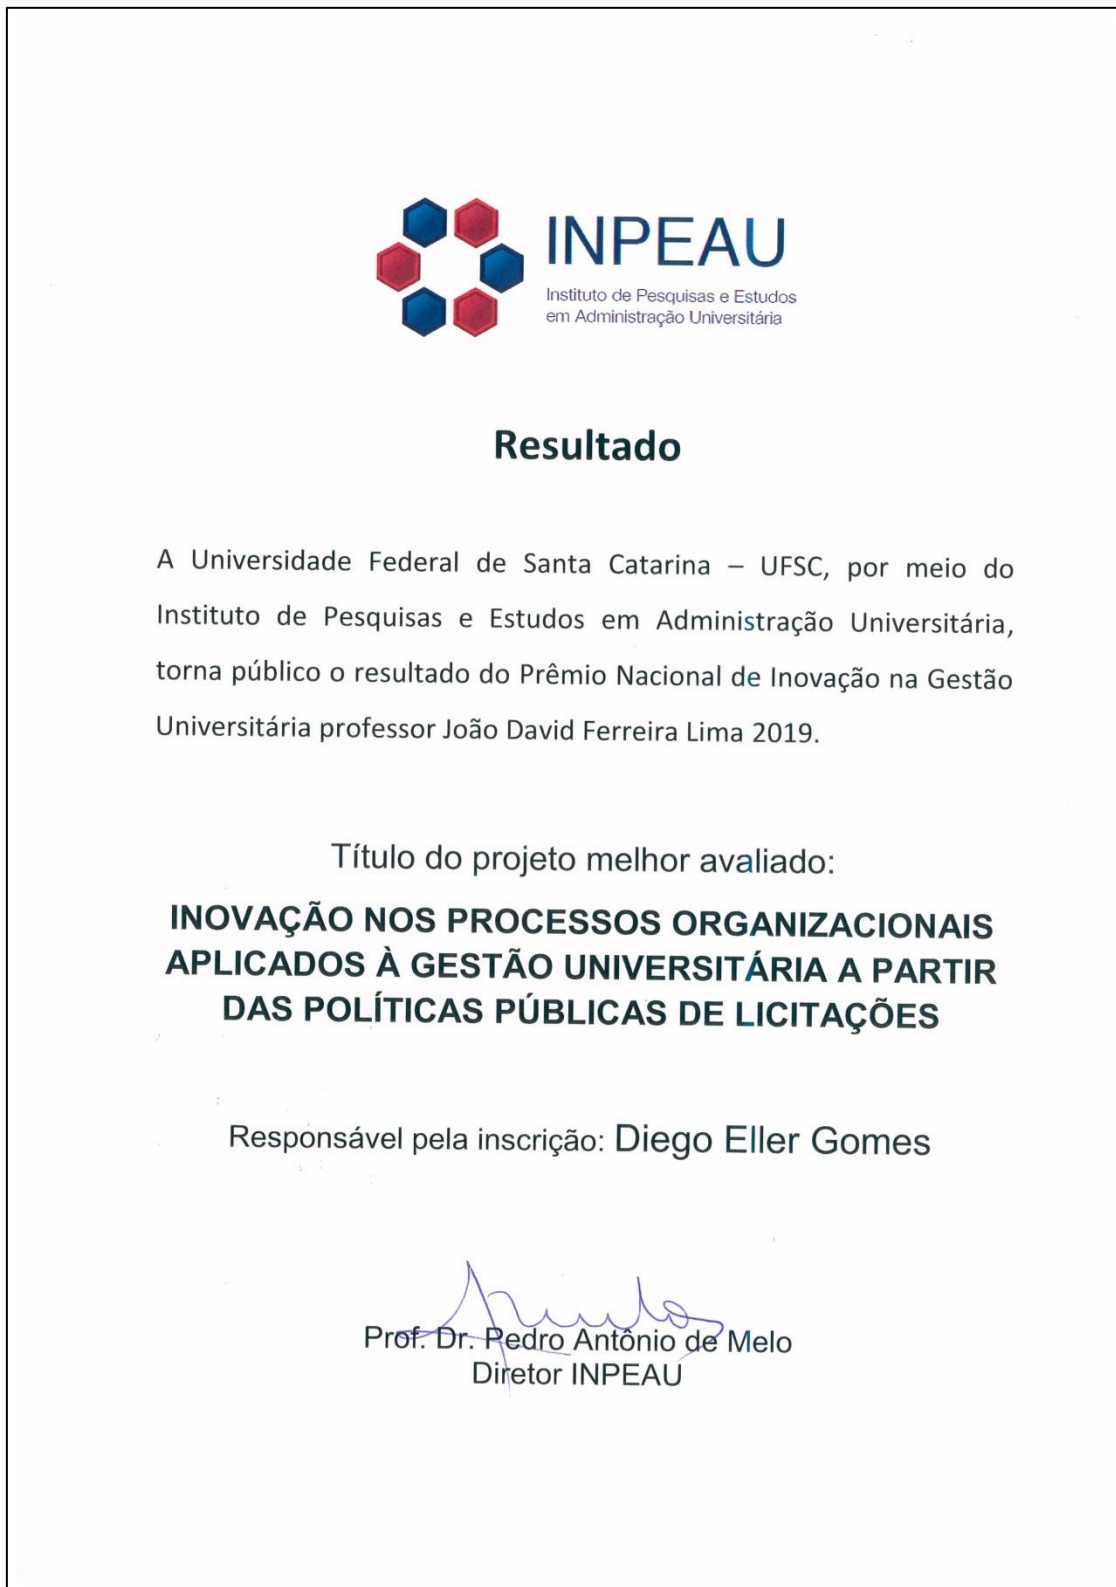 INPEAU
Instituto de Pesquisas e Estudos
em Administração Universitária
Resultado
A Universidade Federal de Santa Catarina – UFSC, por meio do
Instituto de Pesquisas e Estudos em Administração Universitária,
torna público o resultado do Prêmio Nacional de Inovação na Gestão
Universitária professor João David Ferreira Lima 2019.
Título do projeto melhor avaliado:
INOVAÇÃO NOS PROCESSOS ORGANIZACIONAIS
APLICADOS À GESTÃO UNIVERSITÁRIA A PARTIR
DAS POLÍTICAS PÚBLICAS DE LICITAÇÕES
Responsável pela inscrição: Diego Eller Gomes
Prof. Dr. Pedro Antônio de Melo
Diretor INPEAU